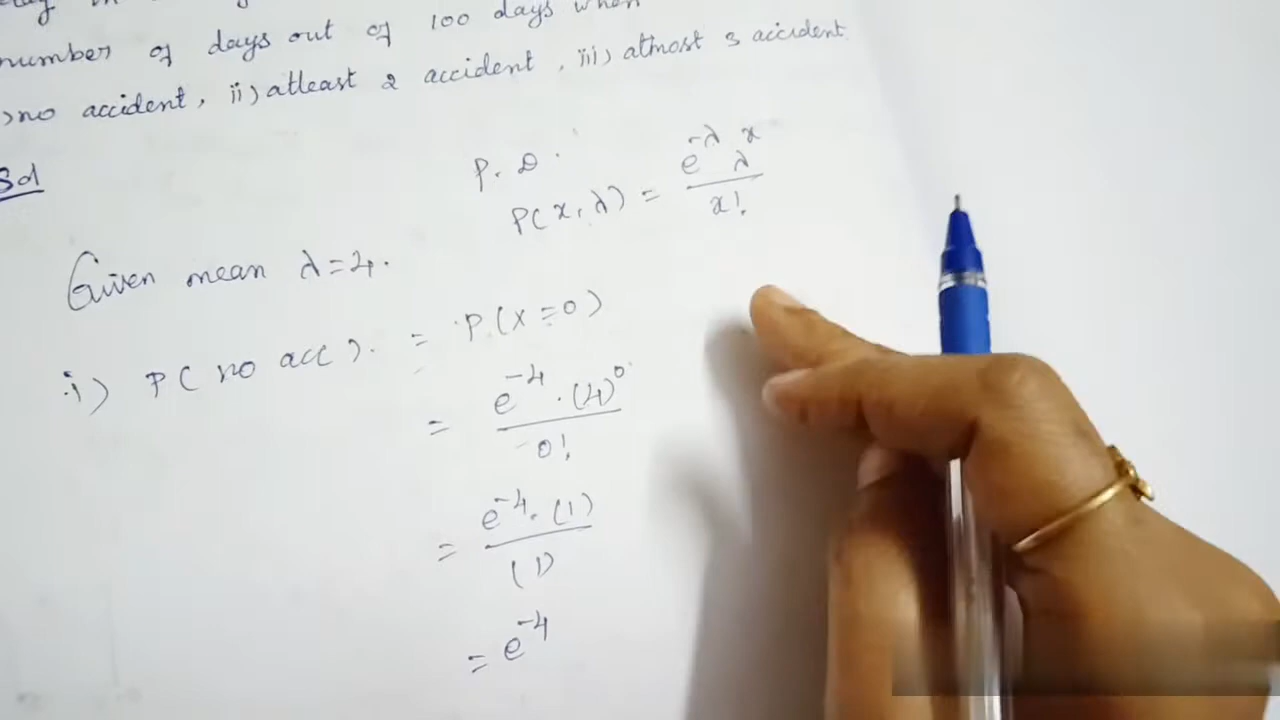 number of days out of 100 days when
i) no accident, ii) atleast 2 accident, iii) atmost 3 accident
Sol
P. D.
P(x, λ) = e^-λ λ^x / x!
Given mean λ = 4.
i) P( no acc ). = P(X = 0)
= e^-4 . (4)^0 / 0!
= e^-4 . (1) / (1)
= e^-4